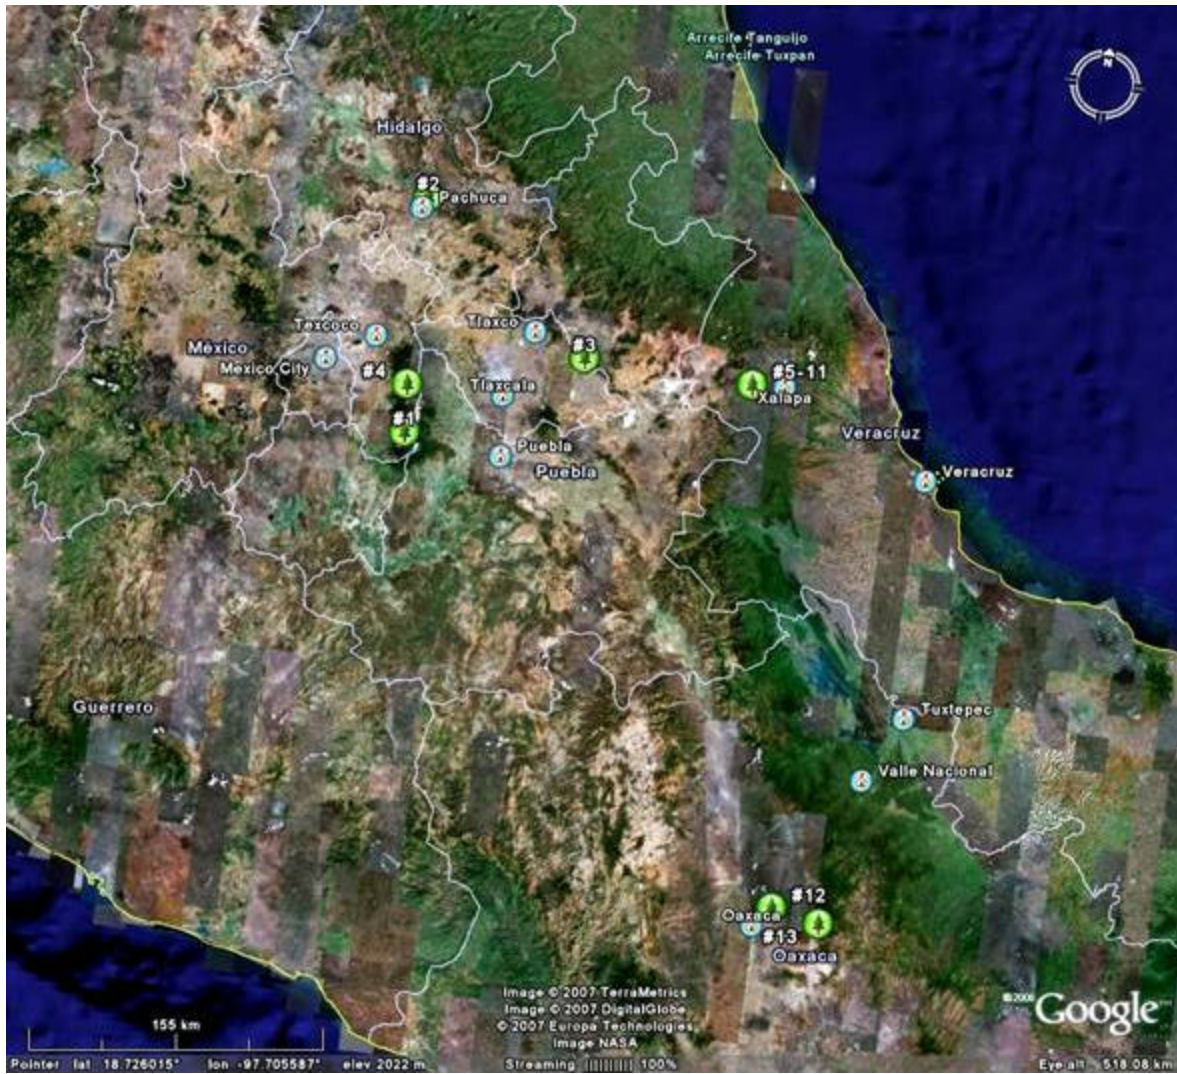 Arrecife Tanguijo
Arrecife Tuxpan
N
Hidalgo
#2
Pachuca
Texcoco
Tlaxco
México
Mexico City
#3
#4
#5-11
Tlaxcala
Xalapa
#1
Veracruz
Puebla
Puebla
Veracruz
Guerrero
Tuxtepec
Valle Nacional
#12
Oaxaca
#13
Oaxaca
Image © 2007 TerraMetrics
Image © 2007 DigitalGlobe
© 2007 Europa Technologies
Image NASA
©2006 Google
155 km
Pointer lat 18.726015° lon -97.705587° elev 2022 m
Streaming 100%
Eye alt 518.08 km